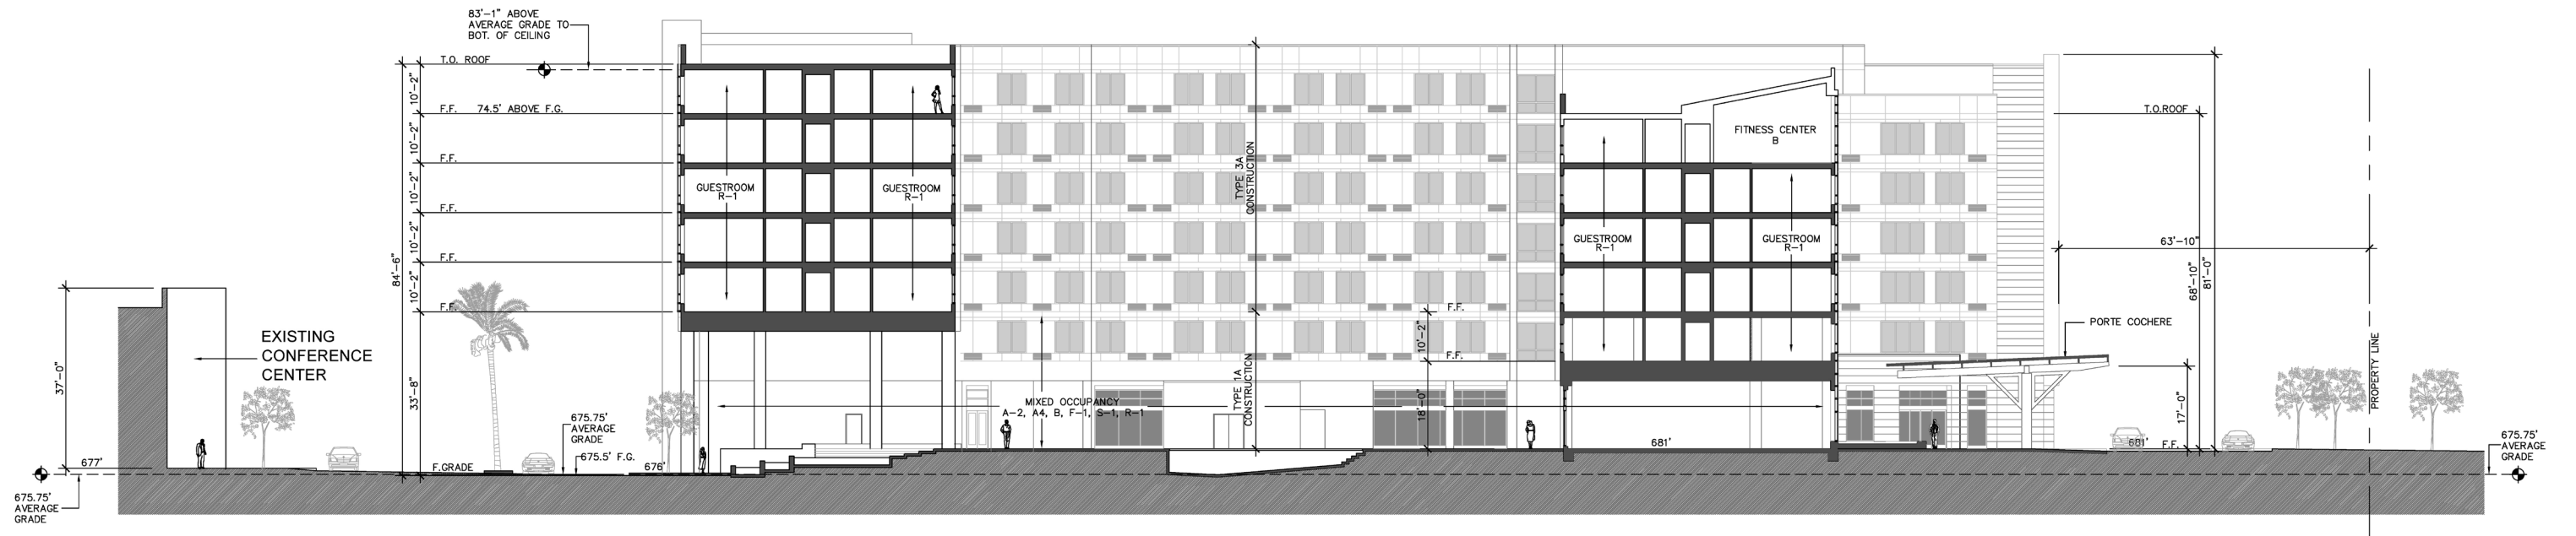 83'-1" ABOVE
AVERAGE GRADE TO
BOT. OF CEILING
T.O. ROOF
10'-2"
F.F. 74.5' ABOVE F.G.
10'-2"
F.F.
10'-2"
F.F.
10'-2"
F.F.
10'-2"
F.F.
84'-6"
33'-8"
37'-0"
EXISTING
CONFERENCE
CENTER
677'
675.75'
AVERAGE
GRADE
F.GRADE
675.75'
AVERAGE
GRADE
675.5' F.G.
676'
GUESTROOM
R-1
GUESTROOM
R-1
TYPE 3A
CONSTRUCTION
TYPE 1A
CONSTRUCTION
MIXED OCCUPANCY
A-2, A4, B, F-1, S-1, R-1
F.F.
10'-2"
F.F.
18'-0"
FITNESS CENTER
B
GUESTROOM
R-1
GUESTROOM
R-1
681'
T.O.ROOF
63'-10"
68'-10"
81'-0"
PORTE COCHERE
17'-0"
PROPERTY LINE
681' F.F.
675.75'
AVERAGE
GRADE